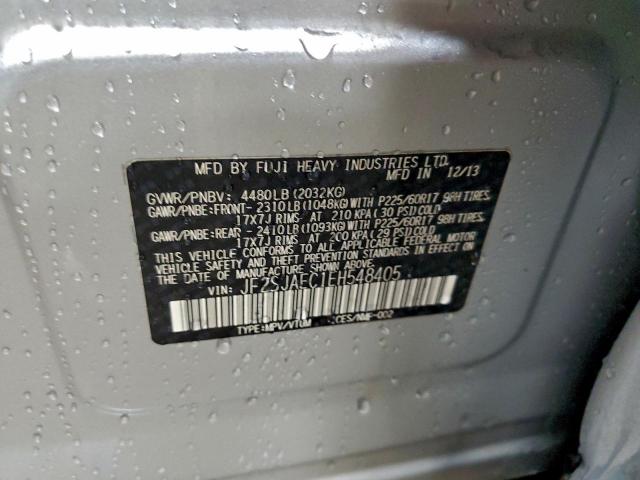 MFD BY FUJI HEAVY INDUSTRIES LTD.
MFD IN 12/13
GVWR/PNBV: 4480LB (2032KG)
GAWR/PNBE: FRONT- 2310LB (1048KG) WITH P225/60R17 98H TIRES,
17X7J RIMS AT 210 KPA ( 30 PSI) COLD
GAWR/PNBE: REAR - 2410LB (1093KG) WITH P225/60R17 98H TIRES,
17X7J RIMS AT 200 KPA ( 29 PSI) COLD
THIS VEHICLE CONFORMS TO ALL APPLICABLE FEDERAL MOTOR
VEHICLE SAFETY AND THEFT PREVENTION STANDARDS IN EFFECT ON
THE DATE OF MANUFACTURE SHOWN ABOVE.
VIN: JF2SJAEC1EH548405
TYPE:MPV/VTUM CES/NME-002